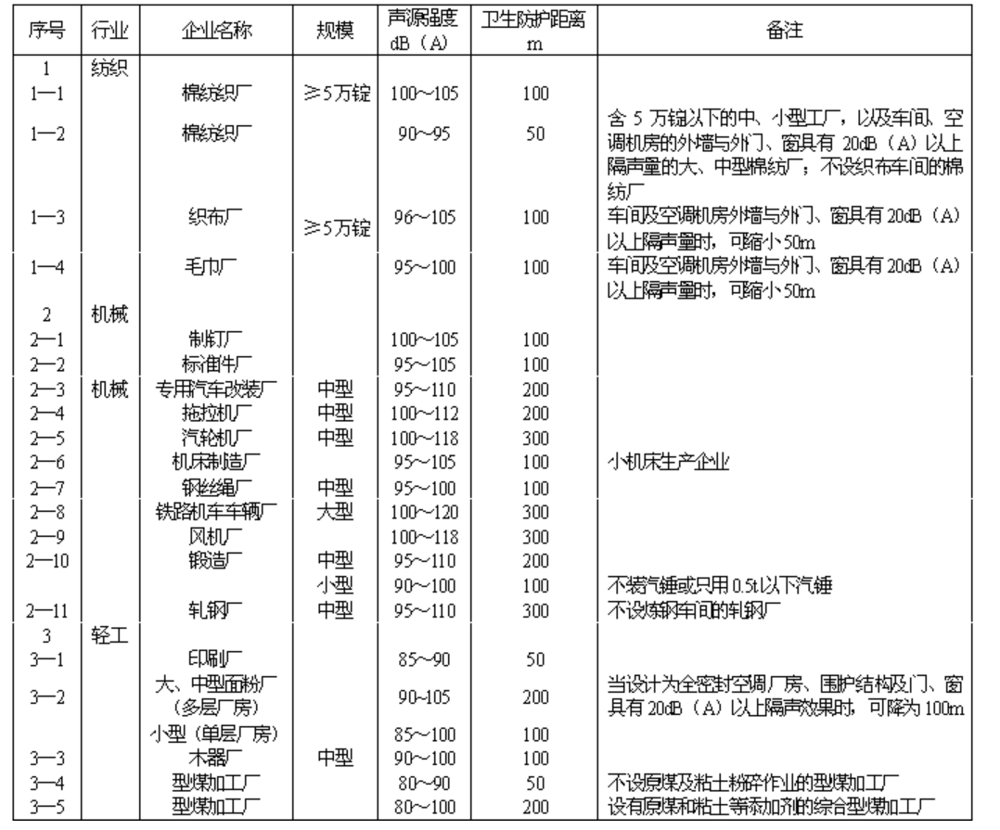 序号 行业 企业名称 规模 声源强度 dB（A） 卫生防护距离 m 备注
1 纺织
1—1 棉纺织厂 ≥5万锭 100～105 100
1—2 棉纺织厂 90～95 50 含 5 万锭以下的中、小型工厂，以及车间、空
调机房的外墙与外门、窗具有 20dB（A）以上
隔声量的大、中型棉纺厂；不设织布车间的棉
纺厂
1—3 织布厂 ≥5万锭 96～105 100 车间及空调机房外墙与外门、窗具有 20dB（A）
以上隔声量时，可缩小 50m
1—4 毛巾厂 95～100 100 车间及空调机房外墙与外门、窗具有 20dB（A）
以上隔声量时，可缩小 50m
2 机械
2—1 制钉厂 100～105 100
2—2 标准件厂 95～105 100
2—3 机械 专用汽车改装厂 中型 95～110 200
2—4 拖拉机厂 中型 100～112 200
2—5 汽轮机厂 中型 100～118 300
2—6 机床制造厂 95～105 100 小机床生产企业
2—7 钢丝绳厂 中型 95～100 100
2—8 铁路机车车辆厂 大型 100～120 300
2—9 风机厂 100～118 300
2—10 锻造厂 中型 95～110 200
小型 90～100 100 不装汽锤或只用 0.5t 以下汽锤
2—11 轧钢厂 中型 95～110 300 不设炼钢车间的轧钢厂
3 轻工
3—1 印刷厂 85～90 50
3—2 大、中型面粉厂 90-105 200 当设计为全密封空调厂房、围护结构及门、窗
（多层厂房） 具有 20dB（A）以上隔声效果时，可降为 100m
小型（单层厂房） 85～100 100
3—3 木器厂 中型 90～100 100
3—4 型煤加工厂 80～90 50 不设原煤及粘土粉碎作业的型煤加工厂
3—5 型煤加工厂 80～100 200 设有原煤和粘土等添加剂的综合型煤加工厂